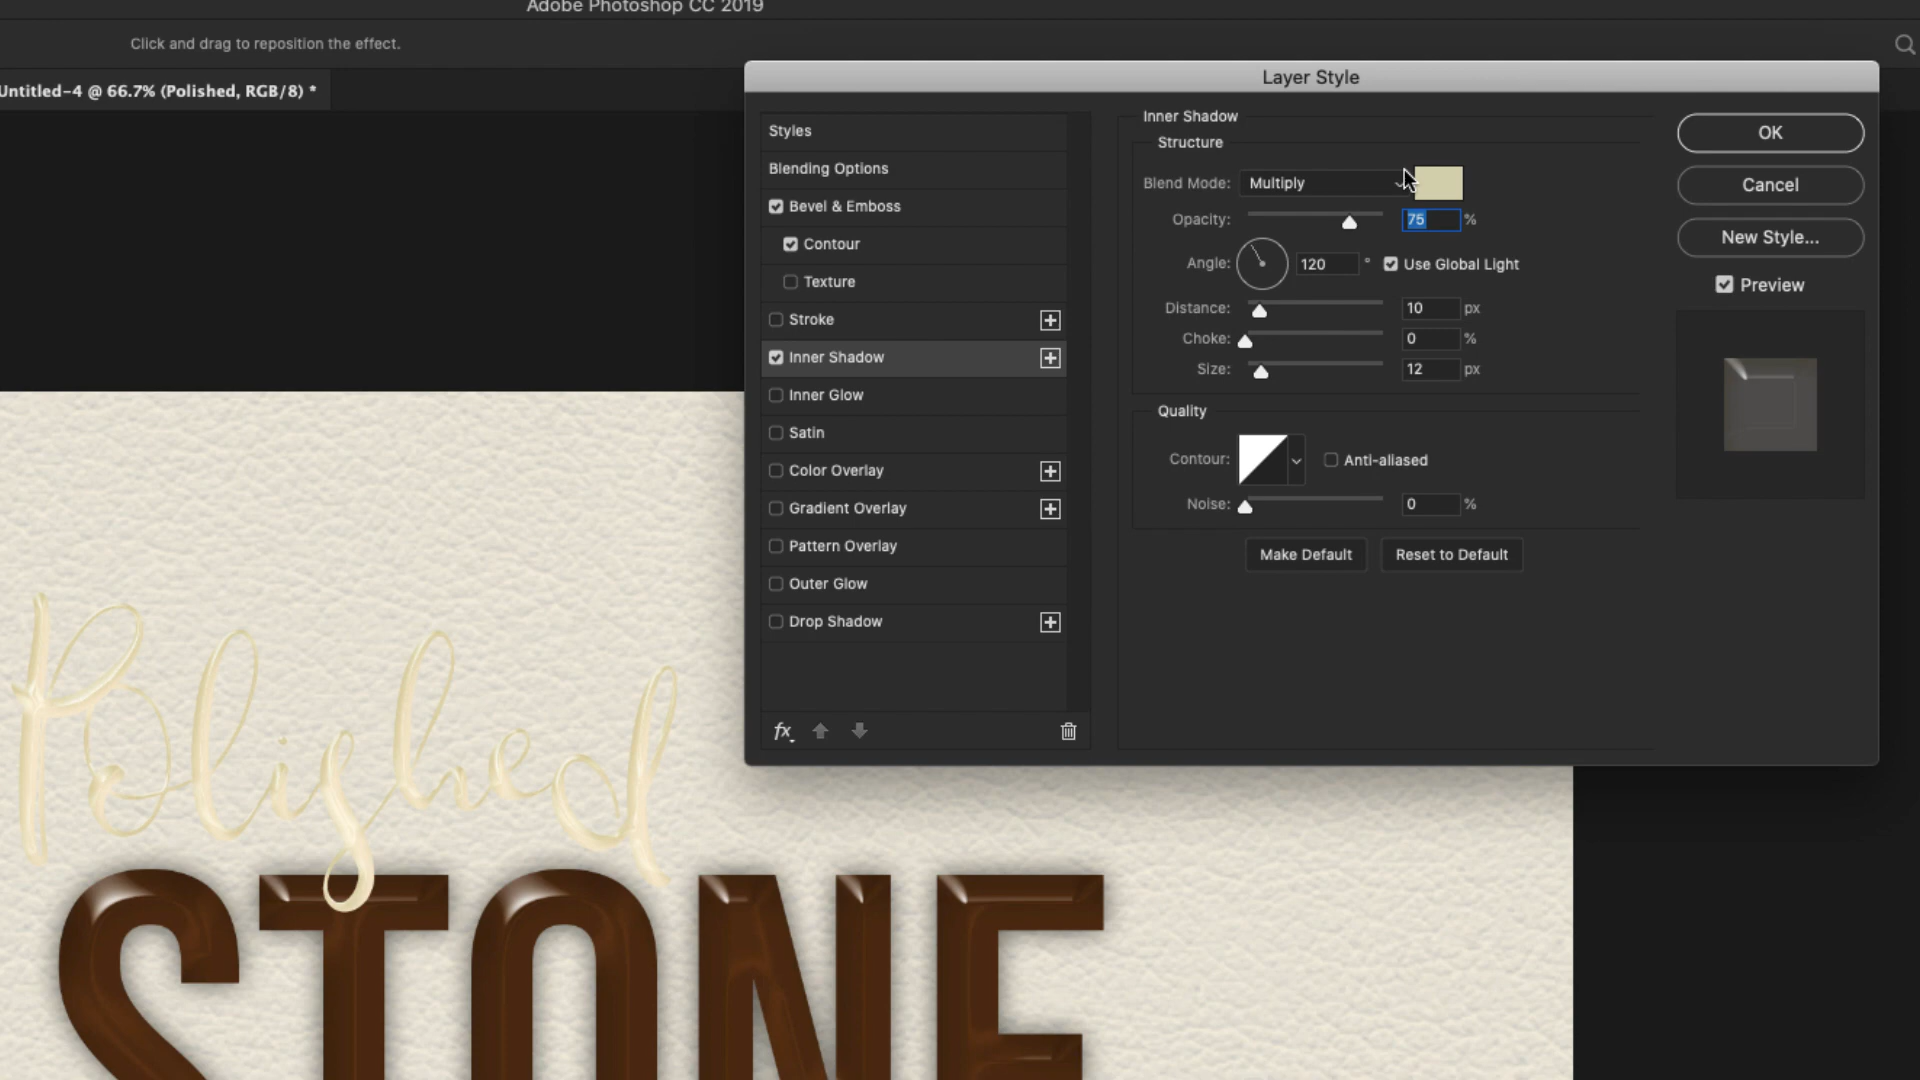 Adobe Photoshop CC 2019
Click and drag to reposition the effect.
Untitled-4 @ 66.7% (Polished, RGB/8) *
Layer Style
Styles
Blending Options
Bevel & Emboss
Contour
Texture
Stroke
Inner Shadow
Inner Glow
Satin
Color Overlay
Gradient Overlay
Pattern Overlay
Outer Glow
Drop Shadow
fx
Inner Shadow
Structure
Blend Mode: Multiply
Opacity: 75 %
Angle: 120 ° Use Global Light
Distance: 10 px
Choke: 0 %
Size: 12 px
Quality
Contour: Anti-aliased
Noise: 0 %
Make Default Reset to Default
OK
Cancel
New Style...
Preview
Polished
STONE